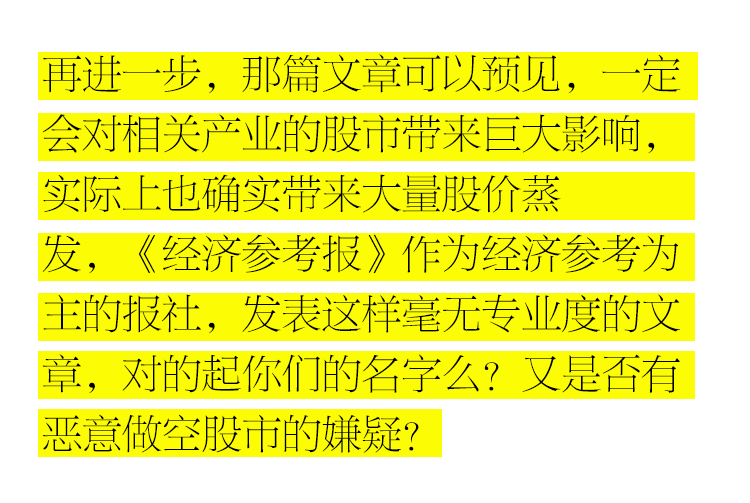 再进一步，那篇文章可以预见，一定
会对相关产业的股市带来巨大影响，
实际上也确实带来大量股价蒸
发，《经济参考报》作为经济参考为
主的报社，发表这样毫无专业度的文
章，对的起你们的名字么？又是否有
恶意做空股市的嫌疑？